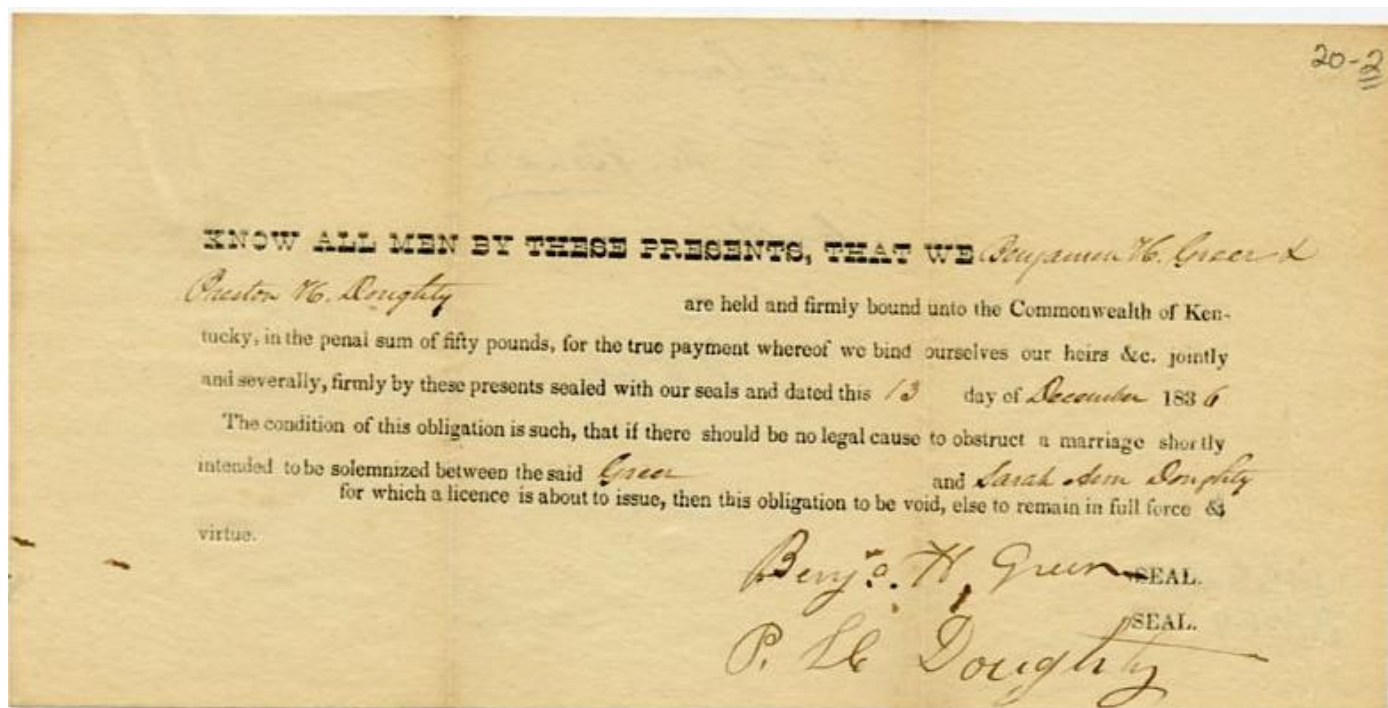 20-2
KNOW ALL MEN BY THESE PRESENTS, THAT WE Benjamin H. Greer &
Preston H. Doughty are held and firmly bound unto the Commonwealth of Ken-
tucky, in the penal sum of fifty pounds, for the true payment whereof we bind ourselves our heirs &c. jointly
and severally, firmly by these presents sealed with our seals and dated this 13 day of December 1836
The condition of this obligation is such, that if there should be no legal cause to obstruct a marriage shortly
intended to be solemnized between the said Greer and Sarah Ann Doughty
for which a licence is about to issue, then this obligation to be void, else to remain in full force &
virtue.
Benja. H. Greer SEAL.
SEAL.
P. H Doughty